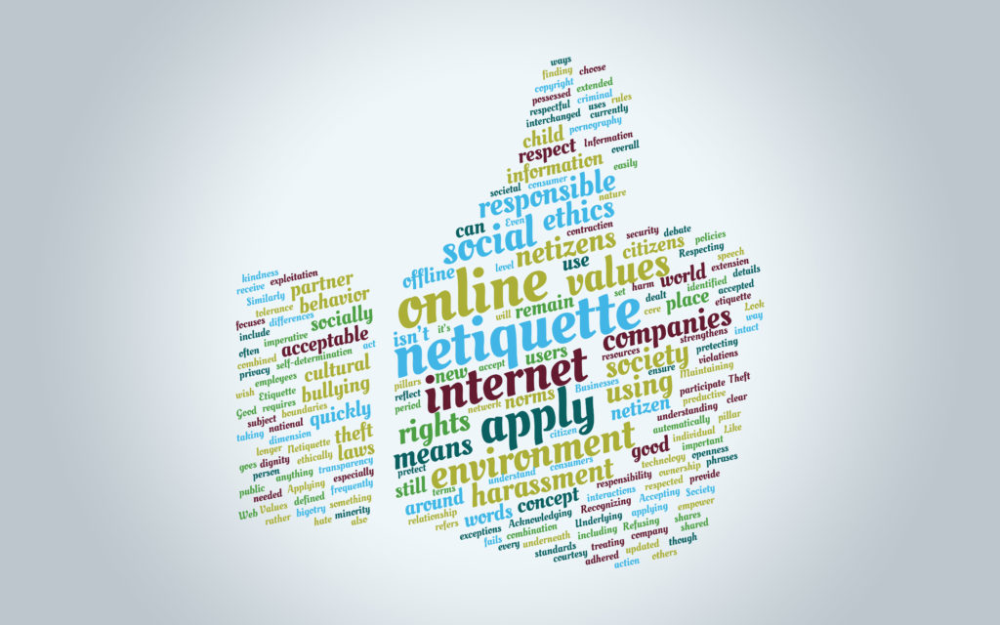 ways
finding choose
copyright extended
possessed criminal
respectful uses rules
interchanged currently
child pornography
respect Information
information overall
societal consumer easily
responsible nature
can Even ethics
social contraction
netizens security debate
offline level use citizens policies
online values Respecting speech
set harm world extension
will remain dealt identified details
isn't it's core place accepted
netiquette etiquette Look
companies way
pillars new accept users resources strengthens intact
reflect internet society protecting
period network norms Businesses ensure violations
rights apply using Maintaining
citizen netizen participate Theft
means productive clear
protect environment understanding
automatically pillar
still terms understand consumers good individual Like
harassment technology important
around responsibility ownership openness
relationship words concept interactions respected provide phrases
refers Acknowledging Recognizing Accepting Society
exceptions Underlying applying empower
fails combination including Refusing shares
every underneath treating company shared
standards updated though
courtesy adhered others
action
kindness
receive exploitation
Similarly partner
tolerance behavior
focuses differences
include socially
often imperative acceptable
combined self-determination act
privacy employees cultural
wish Etiquette bullying
Good requires boundaries
subject national quickly
taking dimension
longer Netiquette theft
goes dignity ethically laws
person anything transparency
public Applying especially
needed defined frequently
Web Values bigotry something
rather hate minority
also